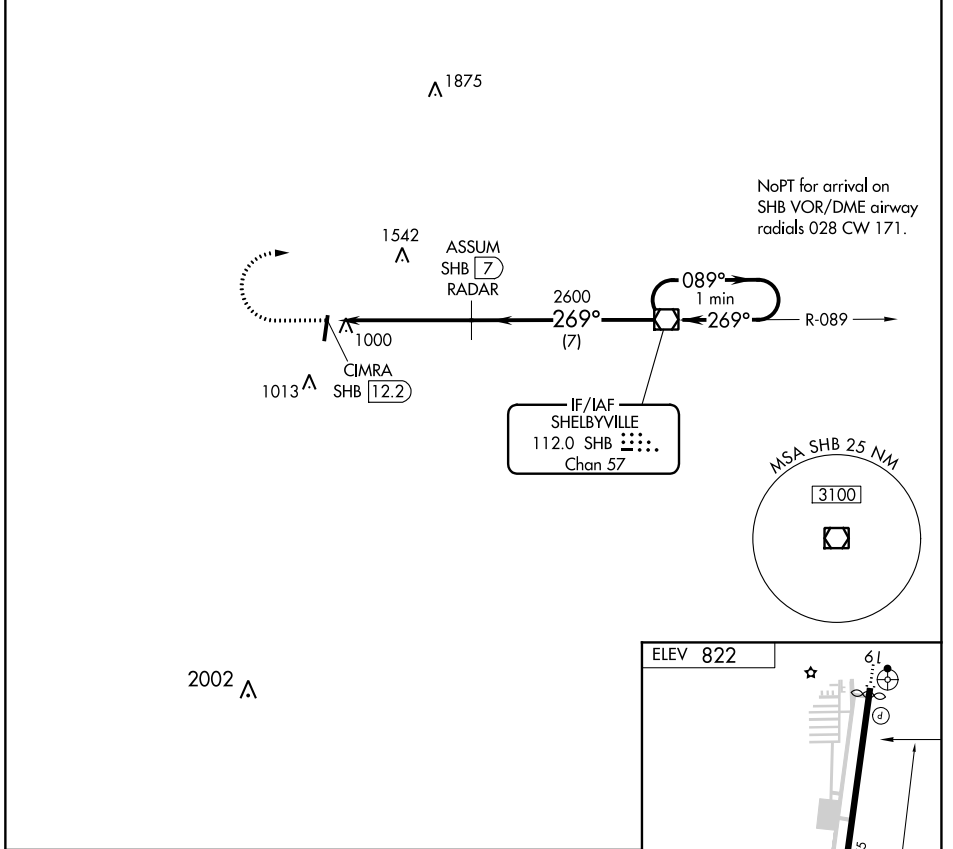 1875
NoPT for arrival on
SHB VOR/DME airway
radials 028 CW 171.
1542
ASSUM
SHB 7
RADAR
089°
1 min
2600
269°
(7)
269°
R-089
1000
CIMRA
SHB 12.2
1013
IF/IAF
SHELBYVILLE
112.0 SHB
Chan 57
MSA SHB 25 NM
3100
ELEV 822
19
P
2002
5